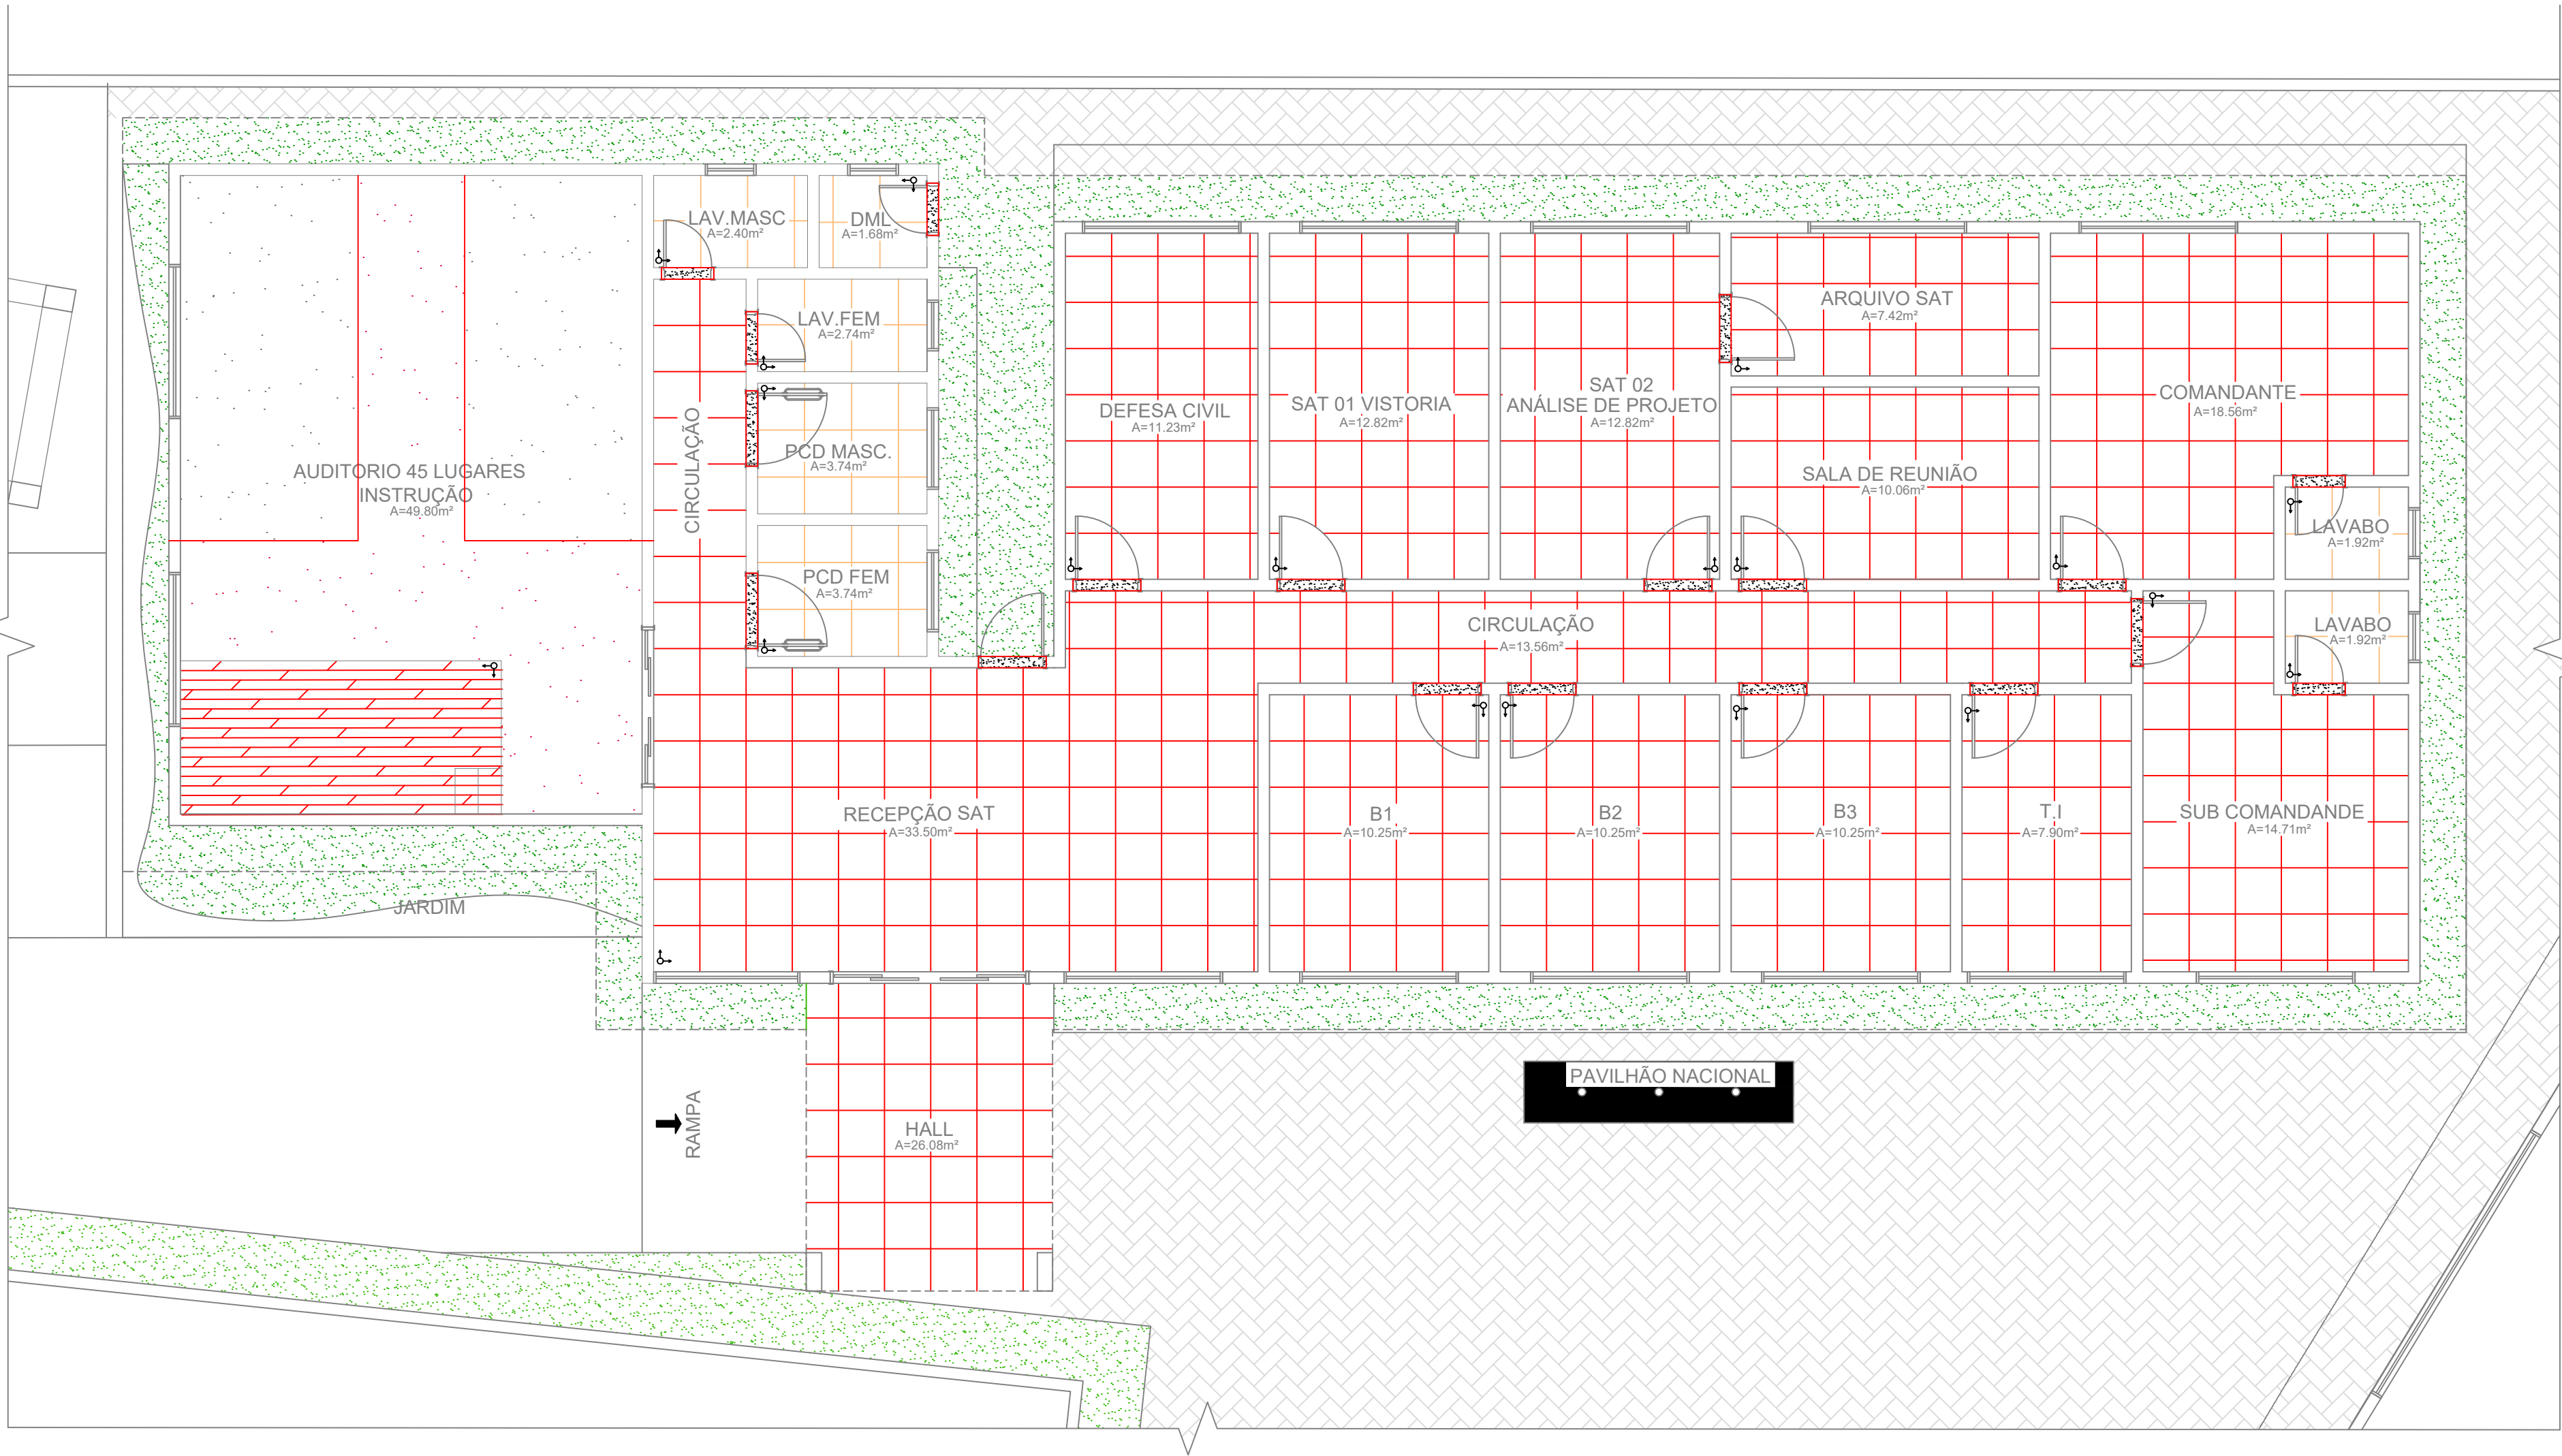 LAV.MASC
A=2.40m²
DML
A=1.68m²
LAV.FEM
A=2.74m²
PCD MASC.
A=3.74m²
PCD FEM
A=3.74m²
CIRCULAÇÃO
AUDITORIO 45 LUGARES
INSTRUÇÃO
A=49.80m²
DEFESA CIVIL
A=11.23m²
SAT 01 VISTORIA
A=12.82m²
SAT 02
ANÁLISE DE PROJETO
A=12.82m²
ARQUIVO SAT
A=7.42m²
SALA DE REUNIÃO
A=10.06m²
COMANDANTE
A=18.56m²
LAVABO
A=1.92m²
LAVABO
A=1.92m²
CIRCULAÇÃO
A=13.56m²
RECEPÇÃO SAT
A=33.50m²
B1
A=10.25m²
B2
A=10.25m²
B3
A=10.25m²
T.I
A=7.90m²
SUB COMANDANDE
A=14.71m²
JARDIM
RAMPA
HALL
A=26.08m²
PAVILHÃO NACIONAL